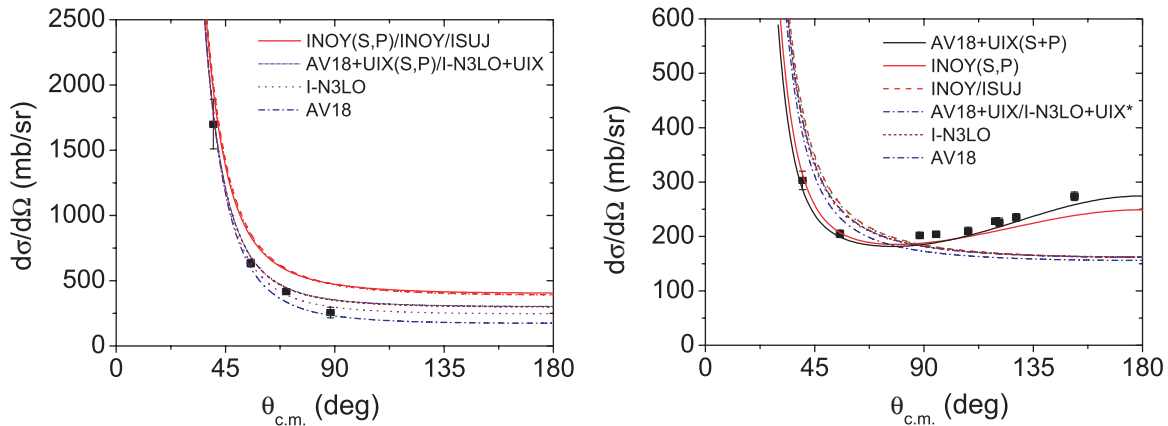 2500
2000
1500
1000
500
0
dσ/dΩ (mb/sr)
INOY(S,P)/INOY/ISUJ
AV18+UIX(S,P)/I-N3LO+UIX
I-N3LO
AV18
0 45 90 135 180
θc.m. (deg)
600
500
400
300
200
100
0
dσ/dΩ (mb/sr)
AV18+UIX(S+P)
INOY(S,P)
INOY/ISUJ
AV18+UIX/I-N3LO+UIX*
I-N3LO
AV18
0 45 90 135 180
θc.m. (deg)